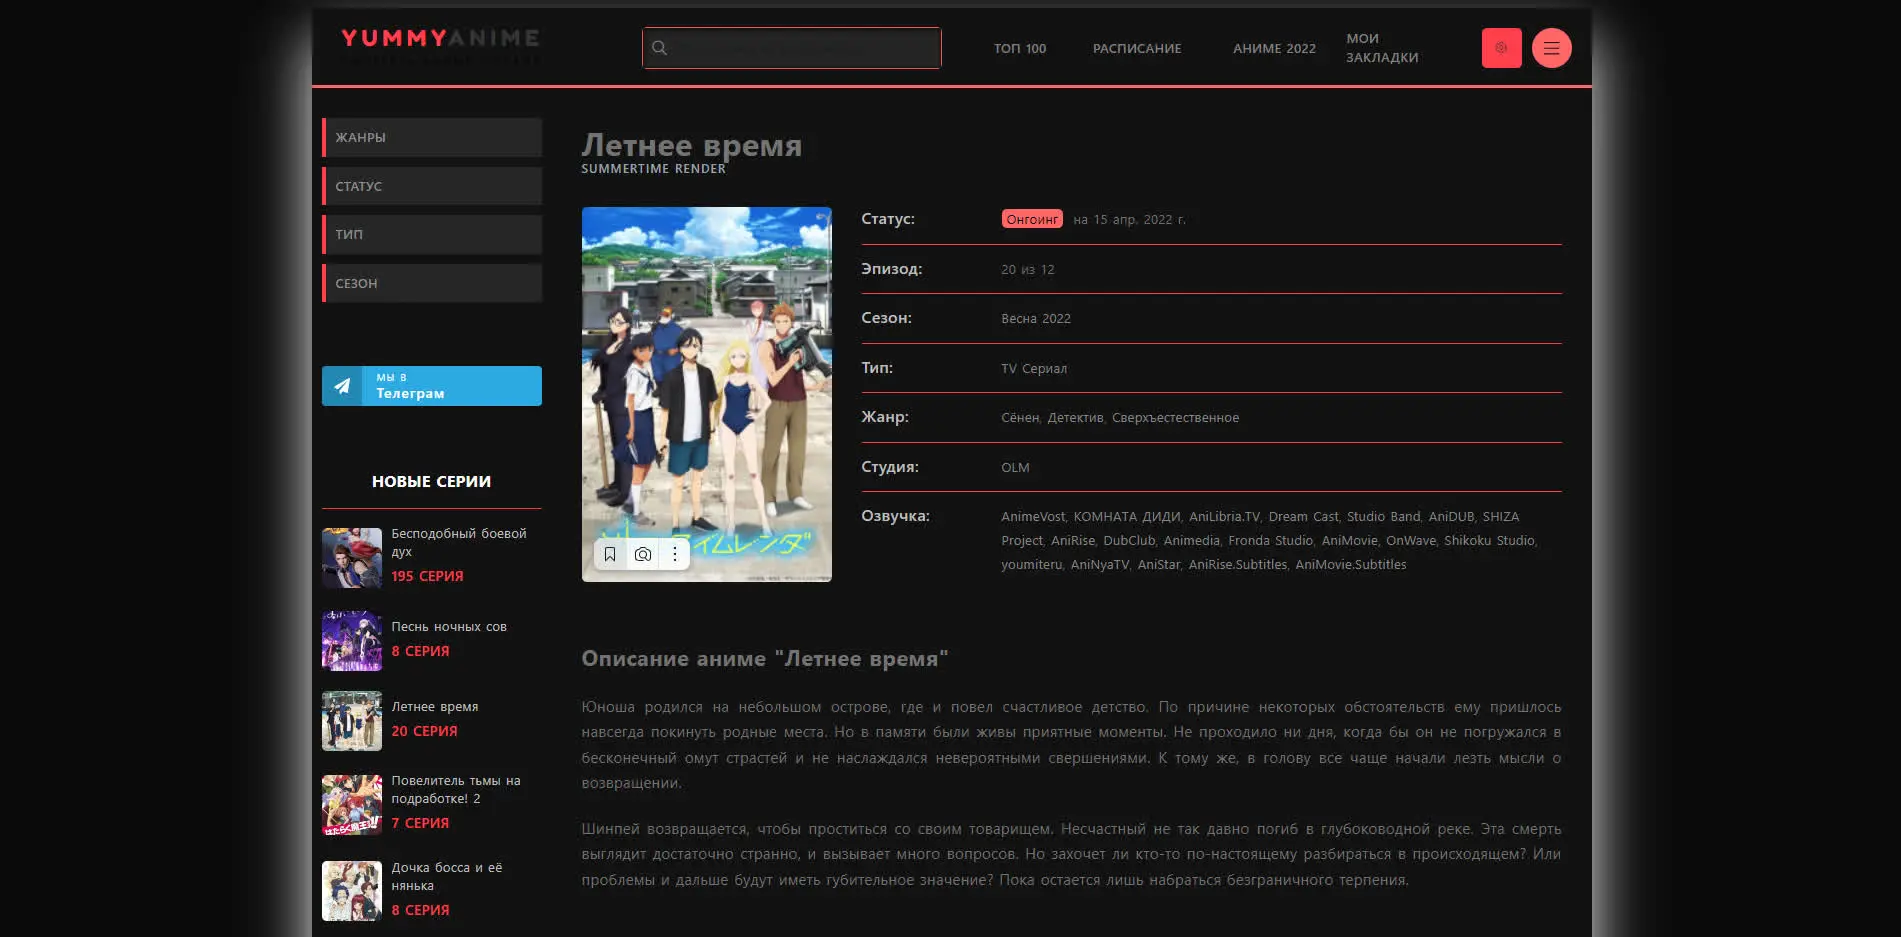 YUMMYANIME
ТОП 100
РАСПИСАНИЕ
АНИМЕ 2022
МОИ
ЗАКЛАДКИ
ЖАНРЫ
СТАТУС
ТИП
СЕЗОН
МЫ В
Телеграм
НОВЫЕ СЕРИИ
Бесподобный боевой
дух
195 СЕРИЯ
Песнь ночных сов
8 СЕРИЯ
Летнее время
20 СЕРИЯ
Повелитель тьмы на
подработке! 2
7 СЕРИЯ
Дочка босса и её
нянька
8 СЕРИЯ
Летнее время
SUMMERTIME RENDER
Статус: Онгоинг на 15 апр. 2022 г.
Эпизод: 20 из 12
Сезон: Весна 2022
Тип: TV Сериал
Жанр: Сёнен, Детектив, Сверхъестественное
Студия: OLM
Озвучка: AnimeVost, КОМНАТА ДИДИ, AniLibria.TV, Dream Cast, Studio Band, AniDUB, SHIZA
Project, AniRise, DubClub, Animedia, Fronda Studio, AniMovie, OnWave, Shikoku Studio,
youmiteru, AniNyaTV, AniStar, AniRise.Subtitles, AniMovie.Subtitles
Описание аниме "Летнее время"
Юноша родился на небольшом острове, где и повел счастливое детство. По причине некоторых обстоятельств ему пришлось
навсегда покинуть родные места. Но в памяти были живы приятные моменты. Не проходило ни дня, когда бы он не погружался в
бесконечный омут страстей и не наслаждался невероятными свершениями. К тому же, в голову все чаще начали лезть мысли о
возвращении.
Шинпей возвращается, чтобы проститься со своим товарищем. Несчастный не так давно погиб в глубоководной реке. Эта смерть
выглядит достаточно странно, и вызывает много вопросов. Но захочет ли кто-то по-настоящему разбираться в происходящем? Или
проблемы и дальше будут иметь губительное значение? Пока остается лишь набраться безграничного терпения.